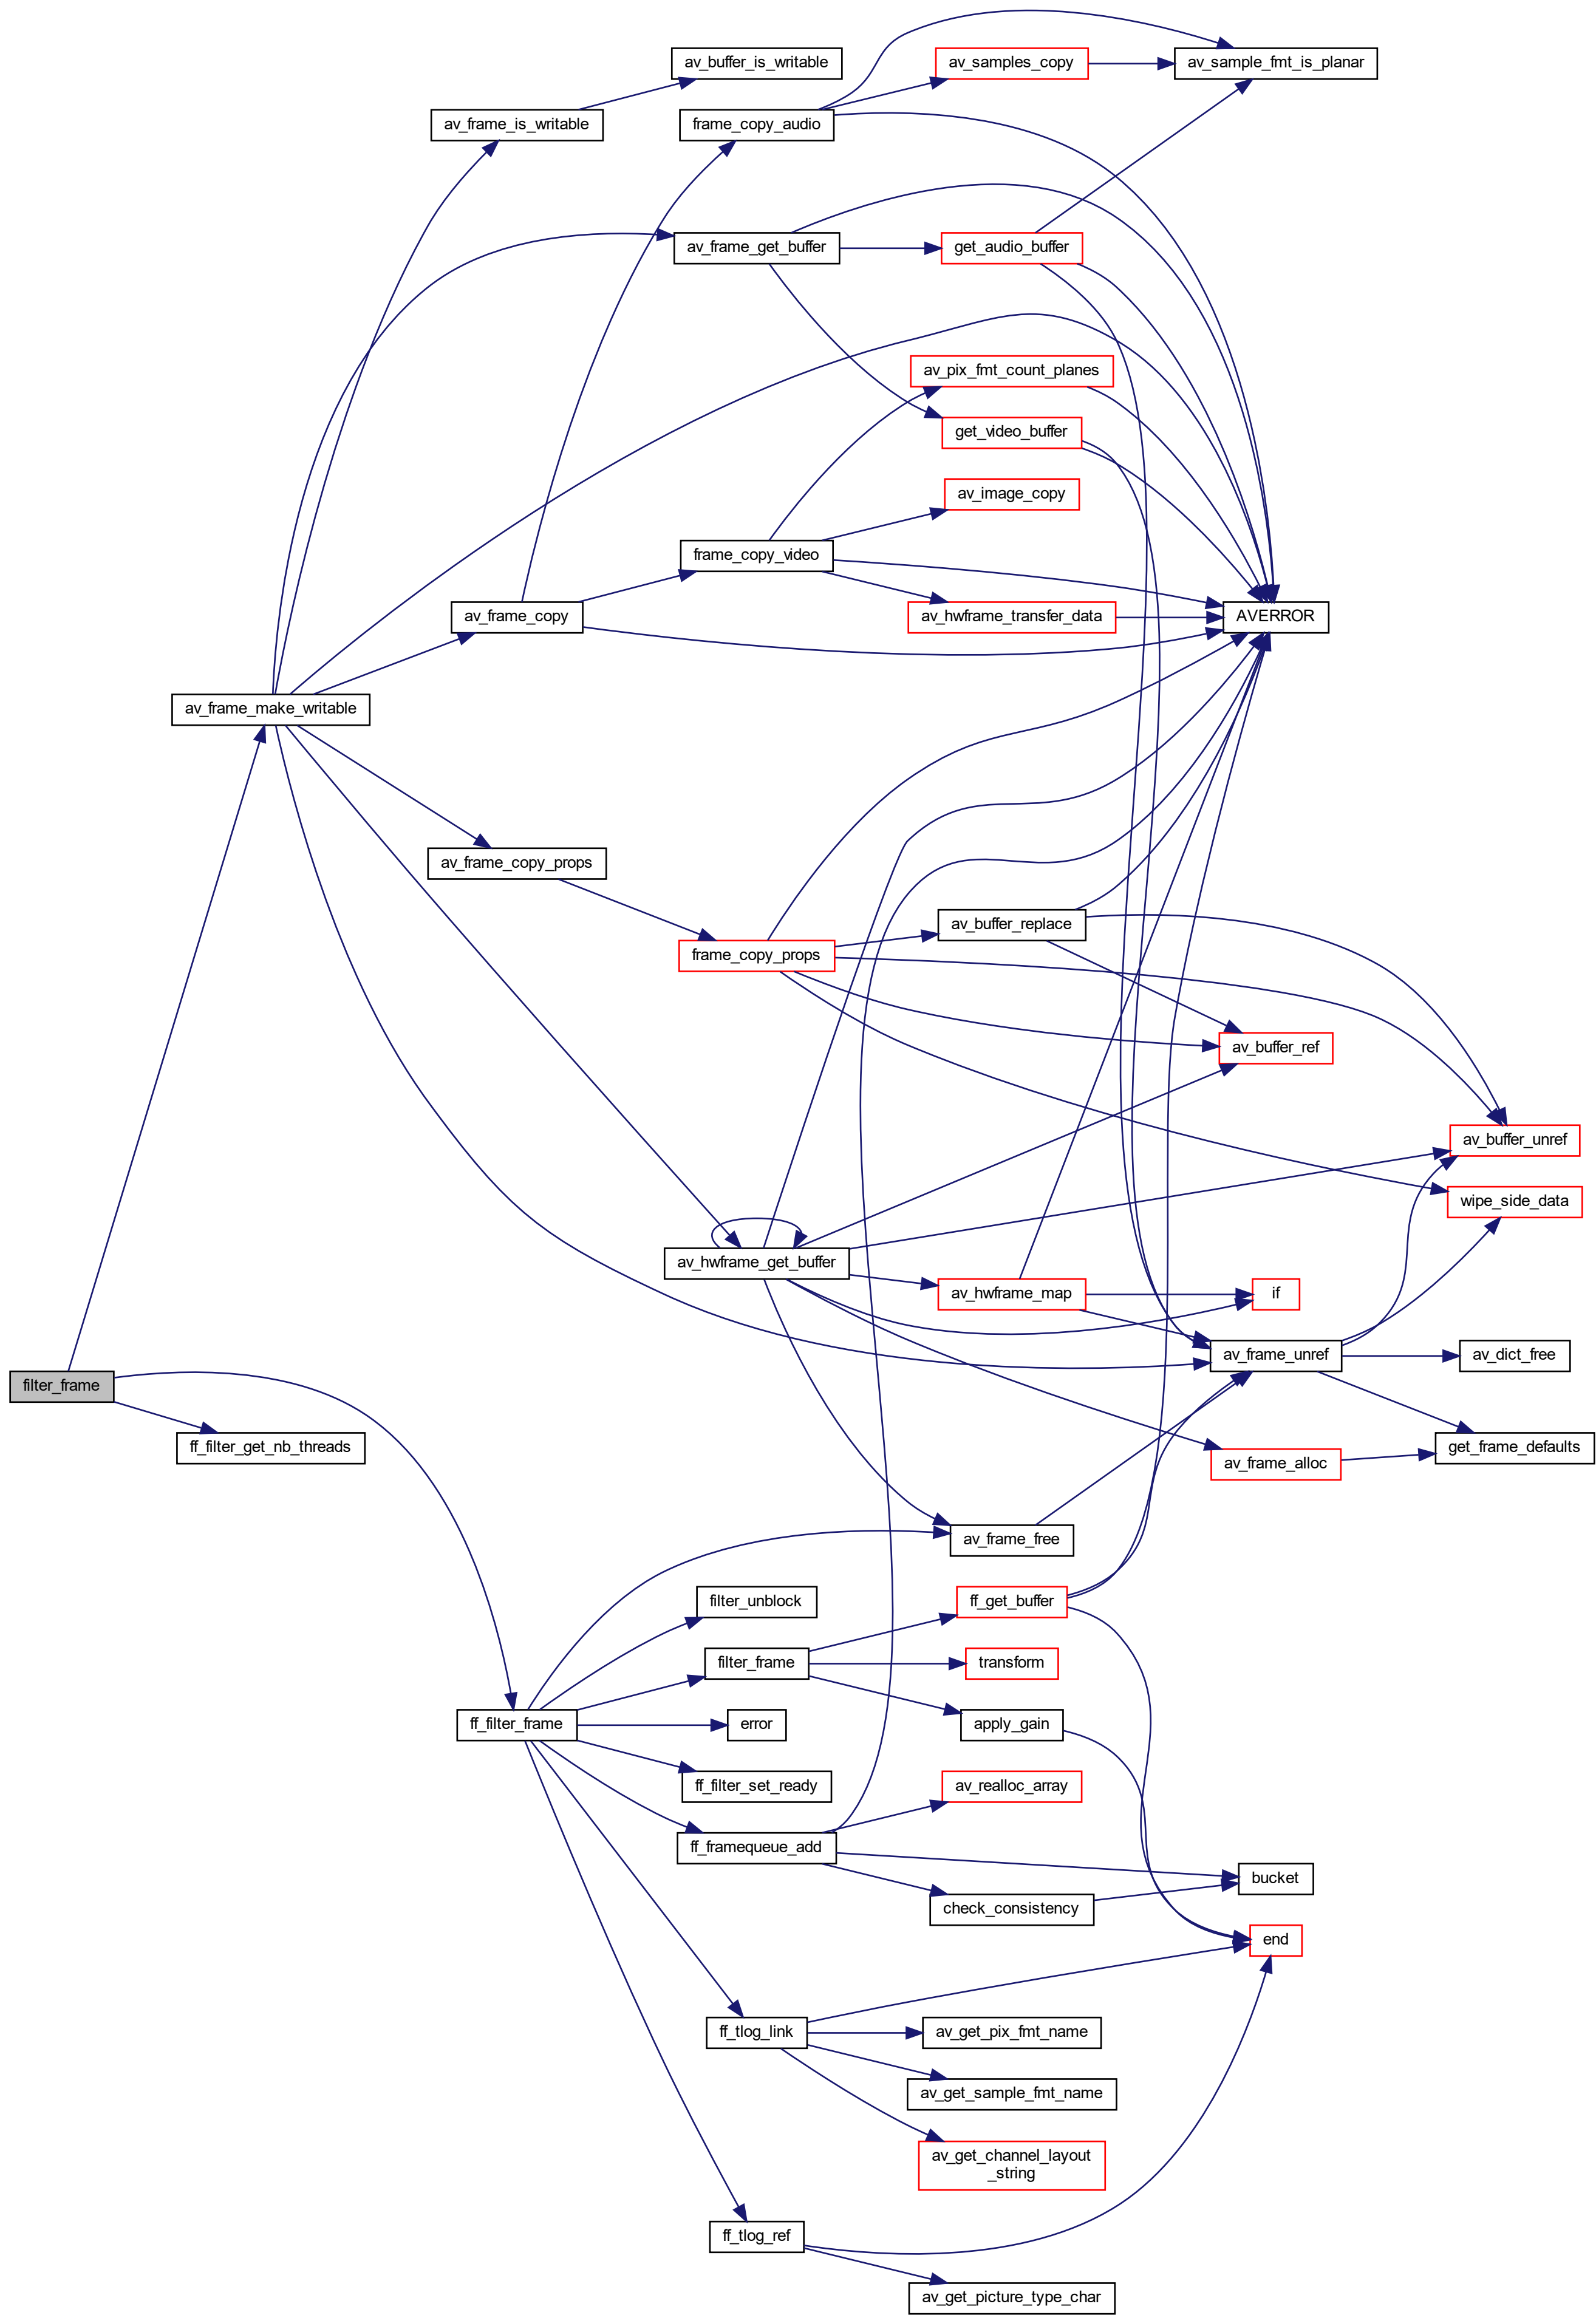 av_buffer_is_writable
av_samples_copy
av_sample_fmt_is_planar
av_frame_is_writable
frame_copy_audio
av_frame_get_buffer
get_audio_buffer
av_pix_fmt_count_planes
get_video_buffer
av_image_copy
frame_copy_video
av_frame_copy
av_hwframe_transfer_data
AVERROR
av_frame_make_writable
av_frame_copy_props
av_buffer_replace
frame_copy_props
av_buffer_ref
av_buffer_unref
wipe_side_data
av_hwframe_get_buffer
av_hwframe_map
if
av_frame_unref
av_dict_free
filter_frame
ff_filter_get_nb_threads
get_frame_defaults
av_frame_alloc
av_frame_free
filter_unblock
ff_get_buffer
filter_frame
transform
ff_filter_frame
error
apply_gain
ff_filter_set_ready
av_realloc_array
ff_framequeue_add
bucket
check_consistency
end
ff_tlog_link
av_get_pix_fmt_name
av_get_sample_fmt_name
av_get_channel_layout
_string
ff_tlog_ref
av_get_picture_type_char